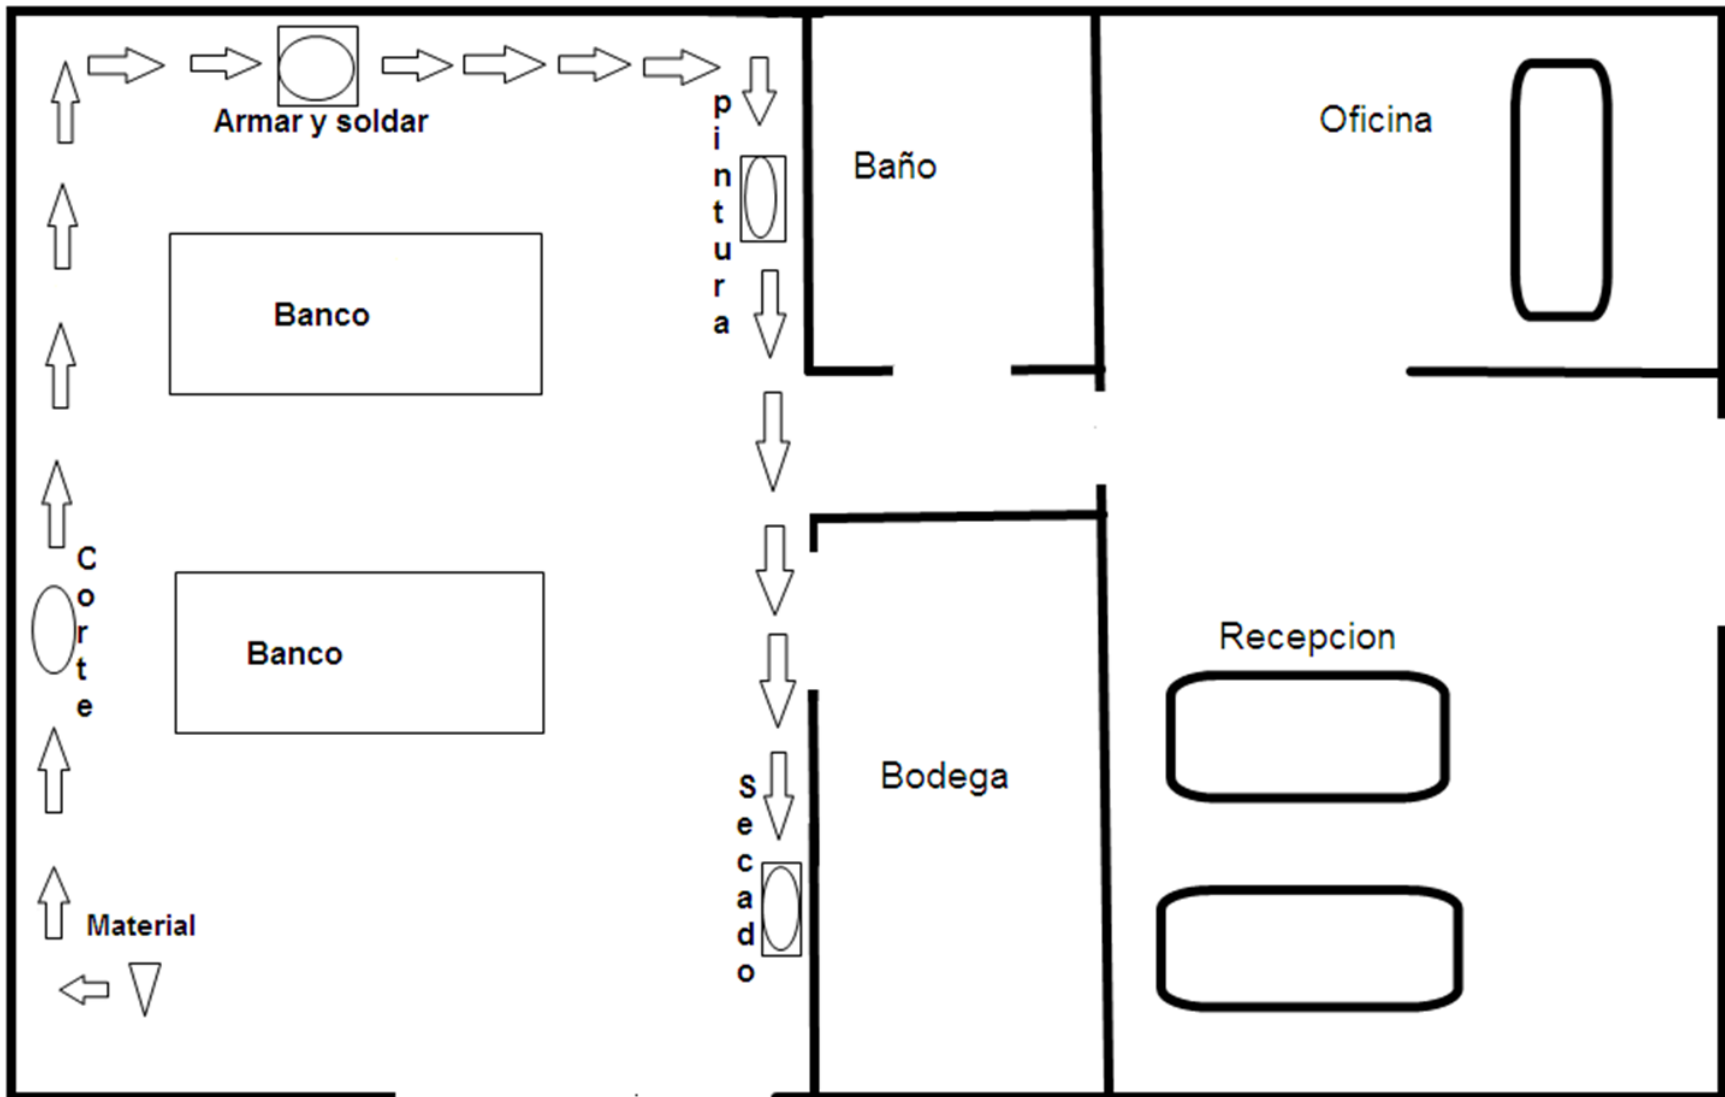 Armar y soldar
pintura
Baño
Oficina
Banco
Corte
Banco
Recepcion
Secado
Bodega
Material